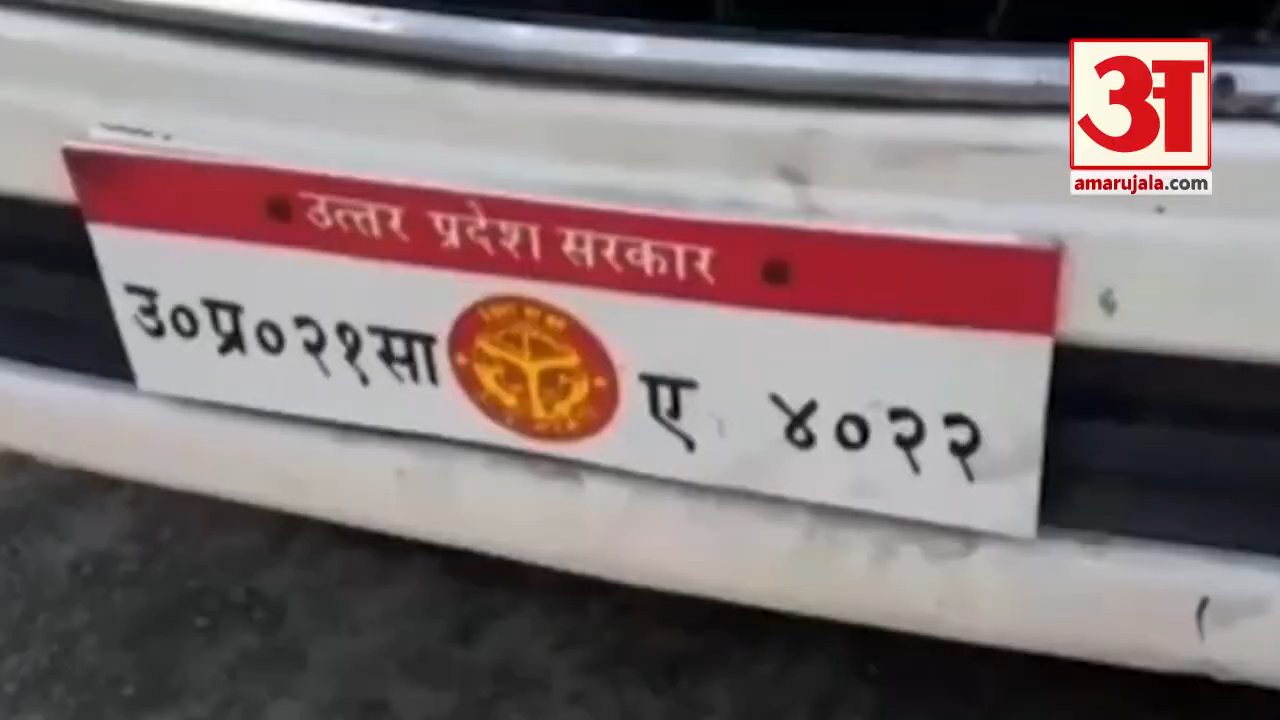 अ
amarujala.com
उत्तर प्रदेश सरकार
उ०प्र०२१सा ए ४०२२